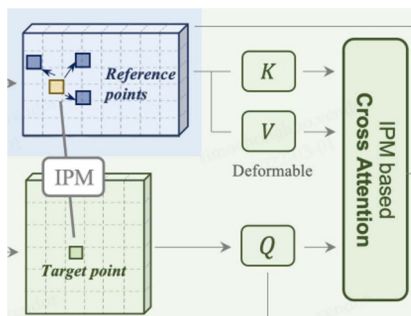 Reference
points
K
V
Deformable
IPM
Q
Target point
IPM based
Cross Attention